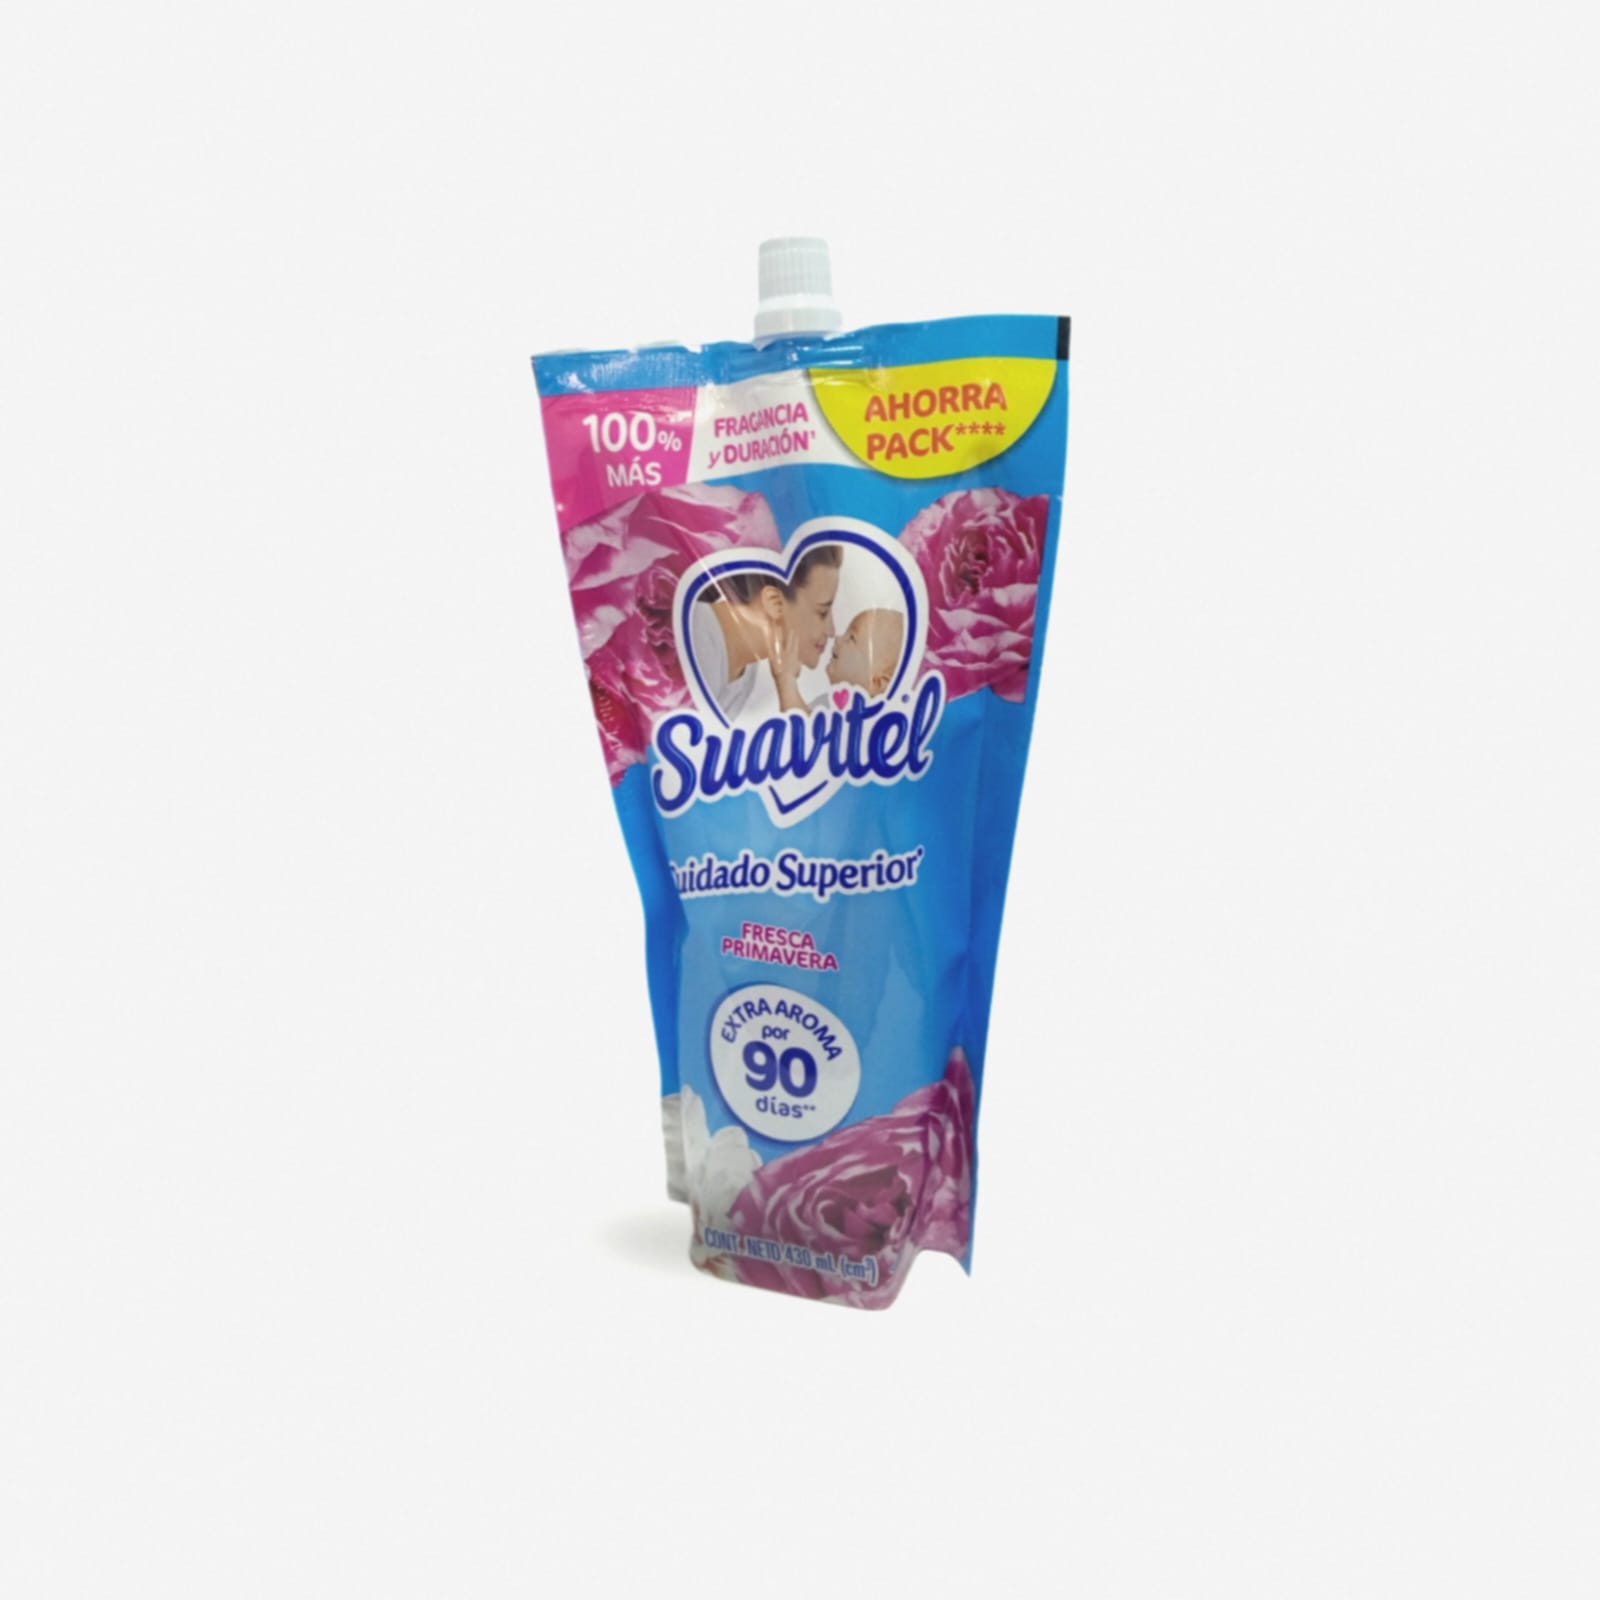 100%
MÁS
FRAGANCIA
y DURACIÓN*
AHORRA
PACK****
Suavitel
Cuidado Superior*
FRESCA
PRIMAVERA
EXTRA AROMA
por
90
días**
CONT. NETO 430 mL (cm³)